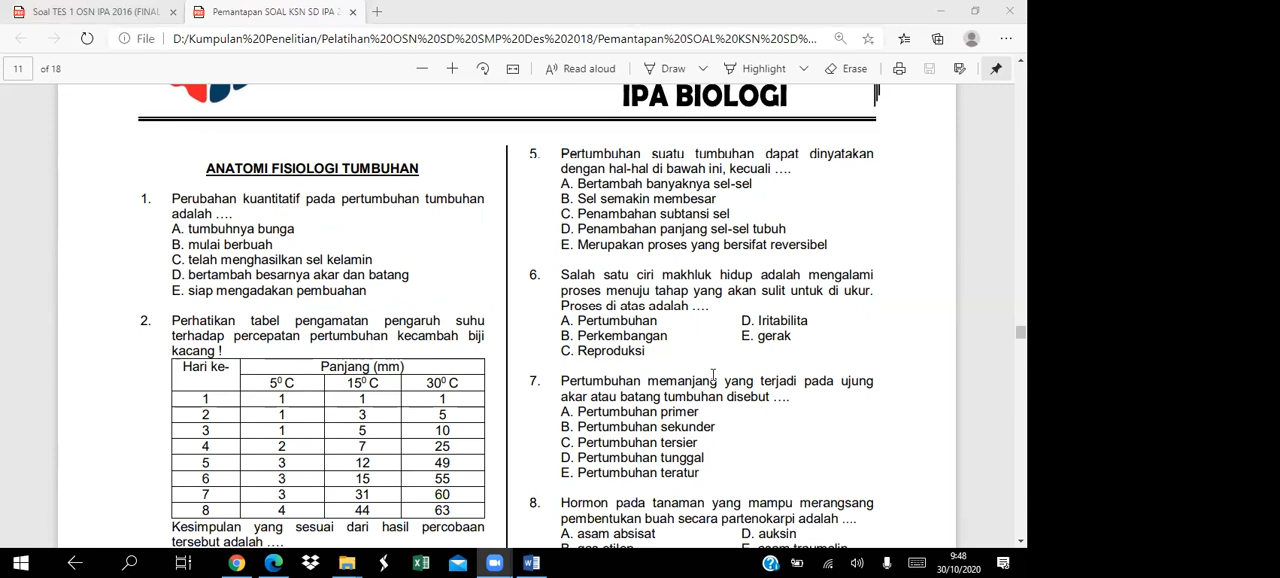 Soal TES 1 OSN IPA 2016 (FINAL
Pemantapan SOAL KSN SD IPA 2
File
D:/Kumpulan%20Penelitian/Pelatihan%20OSN%20SD%20SMP%20Des%202018/Pemantapan%20SOAL%20KSN%20SD%...
11 of 18
Read aloud
Draw
Highlight
Erase
IPA BIOLOGI
ANATOMI FISIOLOGI TUMBUHAN
1. Perubahan kuantitatif pada pertumbuhan tumbuhan
adalah ....
A. tumbuhnya bunga
B. mulai berbuah
C. telah menghasilkan sel kelamin
D. bertambah besarnya akar dan batang
E. siap mengadakan pembuahan
2. Perhatikan tabel pengamatan pengaruh suhu
terhadap percepatan pertumbuhan kecambah biji
kacang !
Hari ke- Panjang (mm)
5⁰ C 15⁰ C 30⁰ C
1 1 1 1
2 1 3 5
3 1 5 10
4 2 7 25
5 3 12 49
6 3 15 55
7 3 31 60
8 4 44 63
Kesimpulan yang sesuai dari hasil percobaan
tersebut adalah ....
5. Pertumbuhan suatu tumbuhan dapat dinyatakan
dengan hal-hal di bawah ini, kecuali ....
A. Bertambah banyaknya sel-sel
B. Sel semakin membesar
C. Penambahan subtansi sel
D. Penambahan panjang sel-sel tubuh
E. Merupakan proses yang bersifat reversibel
6. Salah satu ciri makhluk hidup adalah mengalami
proses menuju tahap yang akan sulit untuk di ukur.
Proses di atas adalah ....
A. Pertumbuhan D. Iritabilita
B. Perkembangan E. gerak
C. Reproduksi
7. Pertumbuhan memanjang yang terjadi pada ujung
akar atau batang tumbuhan disebut ....
A. Pertumbuhan primer
B. Pertumbuhan sekunder
C. Pertumbuhan tersier
D. Pertumbuhan tunggal
E. Pertumbuhan teratur
8. Hormon pada tanaman yang mampu merangsang
pembentukan buah secara partenokarpi adalah ....
A. asam absisat D. auksin
B. gas etilen E. asam traumalin
9:48
30/10/2020